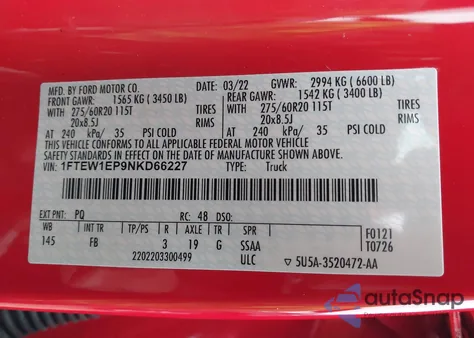 MFD. BY FORD MOTOR CO. 03/22 GVWR: 2994 KG ( 6600 LB)
FRONT GAWR: 1565 KG ( 3450 LB) REAR GAWR: 1542 KG ( 3400 LB)
275/60R20 115T TIRES 275/60R20 115T TIRES
20x8.5J RIMS 20x8.5J RIMS
AT 240 kPa/ 35 PSI COLD AT 240 kPa/ 35 PSI COLD
THIS VEHICLE CONFORMS TO ALL APPLICABLE FEDERAL MOTOR
VEHICLE SAFETY AND THEFT PREVENTION STANDARDS IN EFFECT
ON THE DATE OF MANUFACTURE SHOWN ABOVE.
VIN: 1FTEW1EP9NKD66227 TYPE: Truck
EXT PNT: PQ RC: 48 DSO:
WB INT TR TP/PS R AXLE TR SPR F0121
145 FB 3 19 G SSAA T0726
2202203300499 ULC ▽ 5U5A-3520472-AA
autoSnap